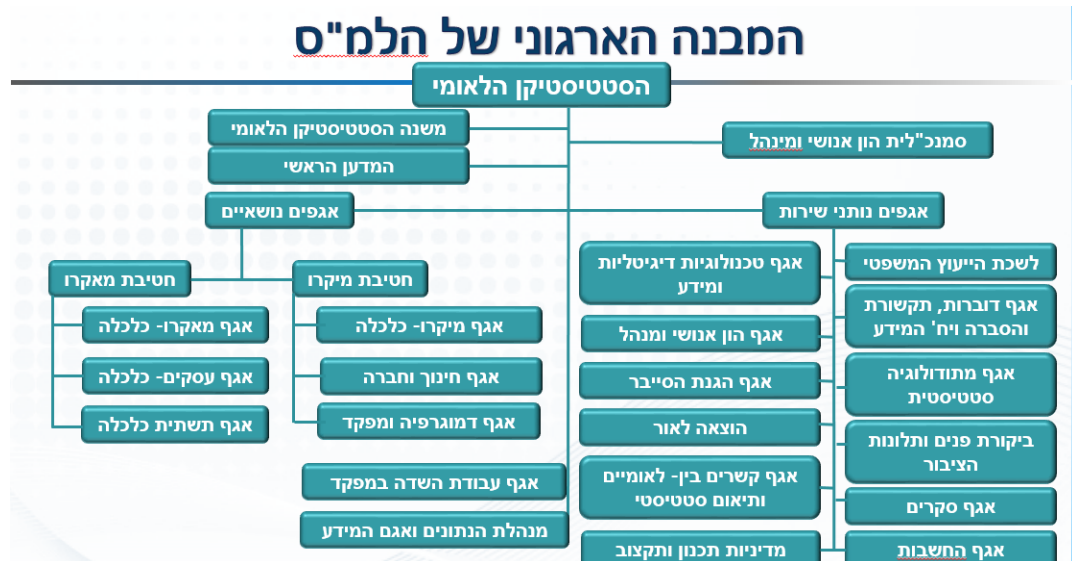 המבנה הארגוני של הלמ"ס
הסטטיסטיקן הלאומי
סמנכ"לית הון אנושי ומינהל
משנה הסטטיסטיקן הלאומי
המדען הראשי
אגפים נותני שירות
אגפים נושאיים
לשכת הייעוץ המשפטי
אגף דוברות, תקשורת
והסברה ויח' המידע
אגף מתודולוגיה
סטטיסטית
ביקורת פנים ותלונות
הציבור
אגף סקרים
אגף החשבות
אגף טכנולוגיות דיגיטליות
ומידע
אגף הון אנושי ומנהל
אגף הגנת הסייבר
הוצאה לאור
אגף קשרים בין- לאומיים
ותיאום סטטיסטי
מדיניות תכנון ותקצוב
חטיבת מיקרו
אגף מיקרו- כלכלה
אגף חינוך וחברה
אגף דמוגרפיה ומפקד
חטיבת מאקרו
אגף מאקרו- כלכלה
אגף עסקים- כלכלה
אגף תשתית כלכלה
אגף עבודת השדה במפקד
מנהלת הנתונים ואגם המידע